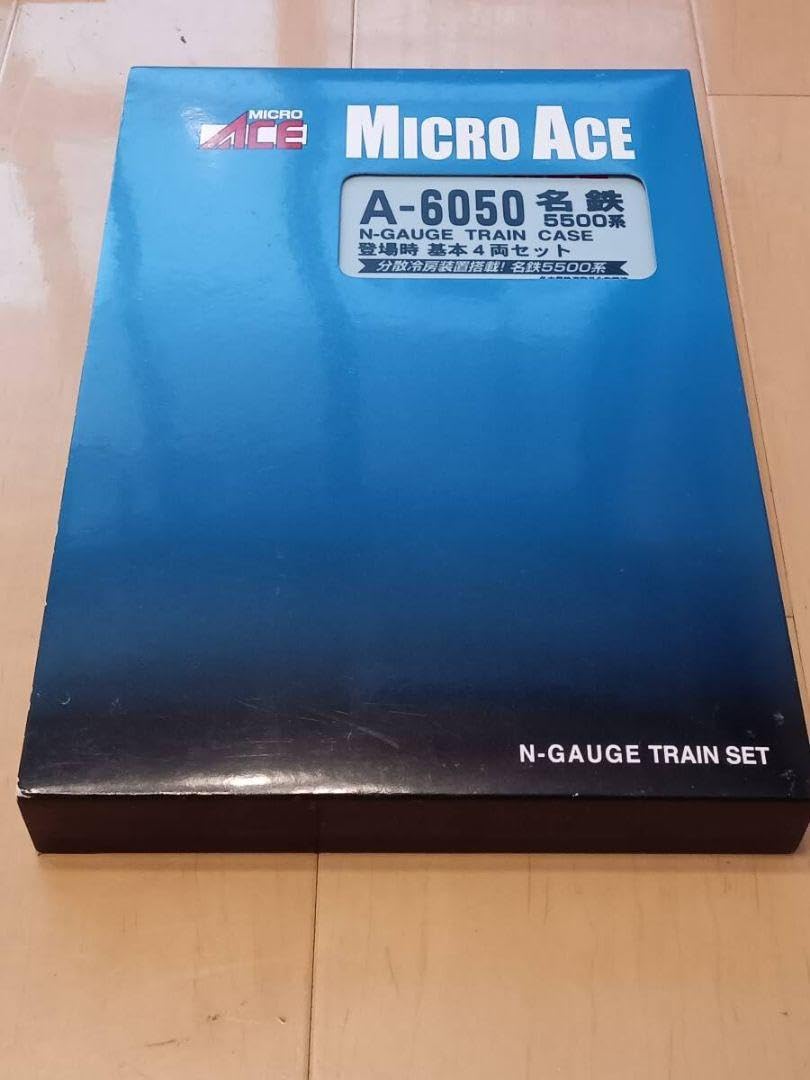 MICRO
ACE
MICRO ACE
A-6050 名鉄
5500系
N-GAUGE TRAIN CASE
登場時 基本4両セット
分散冷房装置搭載! 名鉄5500系
N-GAUGE TRAIN SET